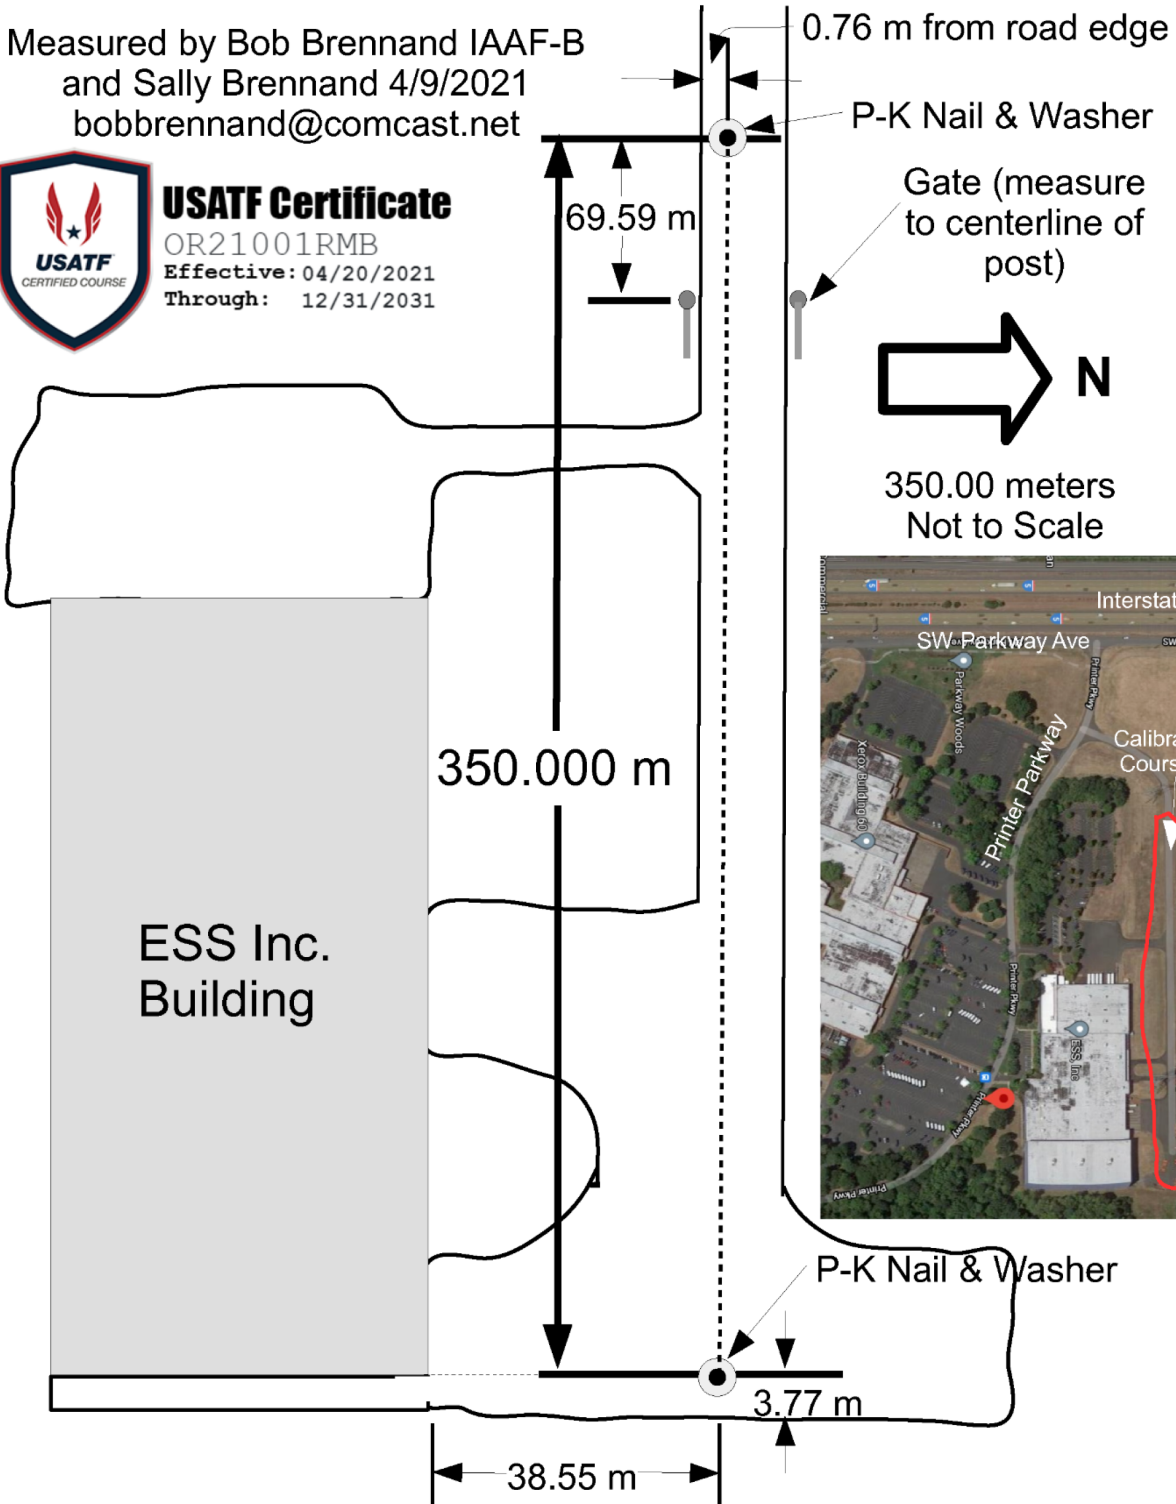 Measured by Bob Brennand IAAF-B
and Sally Brennand 4/9/2021
bobbrennand@comcast.net
0.76 m from road edge
P-K Nail & Washer
USATF
CERTIFIED COURSE
USATF Certificate
OR21001RMB
Effective: 04/20/2021
Through: 12/31/2031
69.59 m
Gate (measure
to centerline of
post)
N
350.00 meters
Not to Scale
Interstat
SW Parkway Ave
Parkway Woods
Printer Pkwy
Printer Parkway
Calibra
Cours
Xerox Building 60
Printer Pkwy
ESS, Inc
Printer Pkwy
Printer Pkwy
350.000 m
ESS Inc.
Building
P-K Nail & Washer
3.77 m
38.55 m